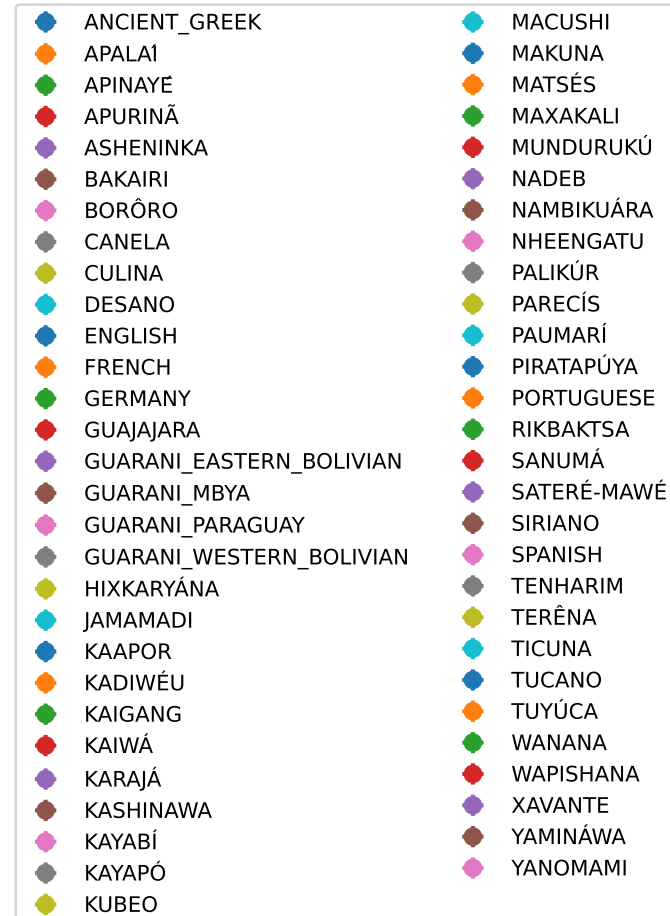 ANCIENT_GREEK
APALAÍ
APINAYÉ
APURINÃ
ASHENINKA
BAKAIRI
BORÔRO
CANELA
CULINA
DESANO
ENGLISH
FRENCH
GERMANY
GUAJAJARA
GUARANI_EASTERN_BOLIVIAN
GUARANI_MBYA
GUARANI_PARAGUAY
GUARANI_WESTERN_BOLIVIAN
HIXKARYÁNA
JAMAMADI
KAAPOR
KADIWÉU
KAIGANG
KAIWÁ
KARAJÁ
KASHINAWA
KAYABÍ
KAYAPÓ
KUBEO
MACUSHI
MAKUNA
MATSÉS
MAXAKALI
MUNDURUKÚ
NADEB
NAMBIKUÁRA
NHEENGATU
PALIKÚR
PARECÍS
PAUMARÍ
PIRATAPÚYA
PORTUGUESE
RIKBAKTSA
SANUMÁ
SATERÉ-MAWÉ
SIRIANO
SPANISH
TENHARIM
TERÊNA
TICUNA
TUCANO
TUYÚCA
WANANA
WAPISHANA
XAVANTE
YAMINÁWA
YANOMAMI